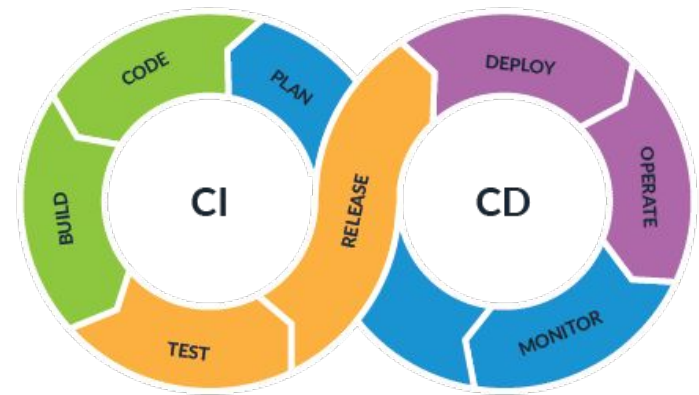 PLAN
CODE
BUILD
TEST
RELEASE
DEPLOY
OPERATE
MONITOR
CI
CD